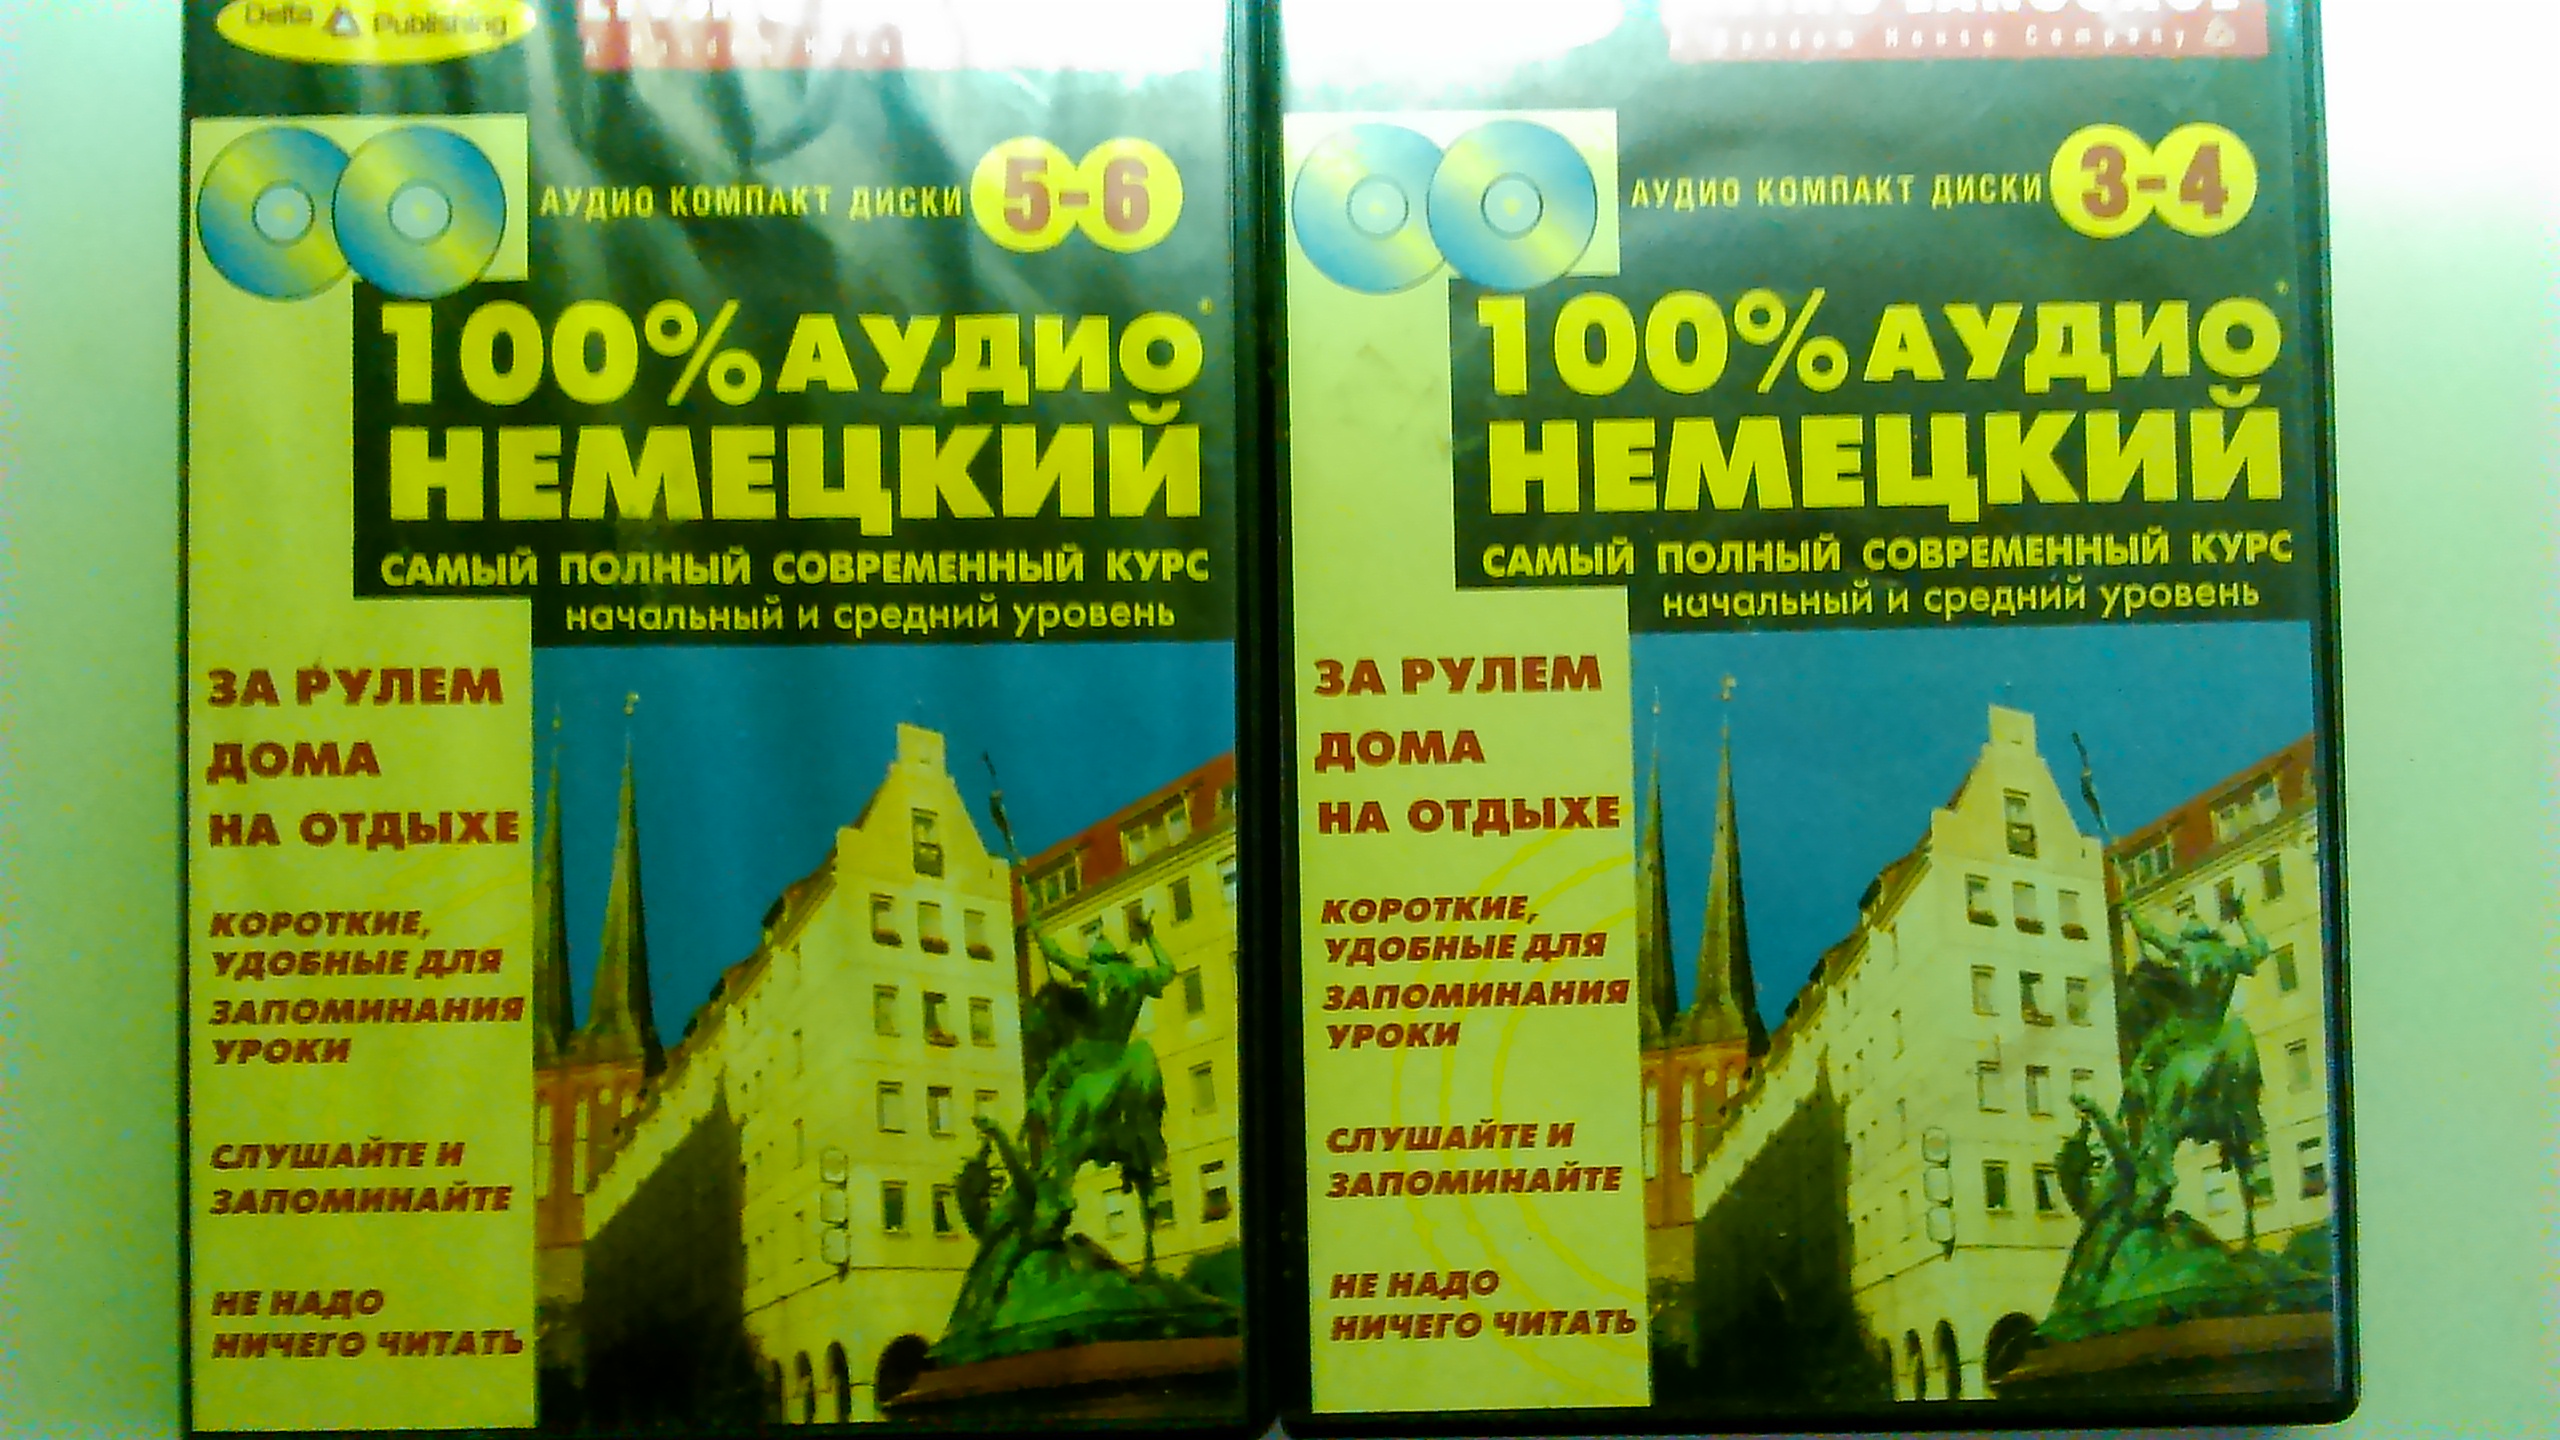 Delta Publishing
АУДИО КОМПАКТ ДИСКИ 5-6
100% АУДИО
НЕМЕЦКИЙ
САМЫЙ ПОЛНЫЙ СОВРЕМЕННЫЙ КУРС
начальный и средний уровень
ЗА РУЛЕМ
ДОМА
НА ОТДЫХЕ
КОРОТКИЕ,
УДОБНЫЕ ДЛЯ
ЗАПОМИНАНИЯ
УРОКИ
СЛУШАЙТЕ И
ЗАПОМИНАЙТЕ
НЕ НАДО
НИЧЕГО ЧИТАТЬ
LANGUAGE
Random House Company
АУДИО КОМПАКТ ДИСКИ 3-4
100% АУДИО
НЕМЕЦКИЙ
САМЫЙ ПОЛНЫЙ СОВРЕМЕННЫЙ КУРС
начальный и средний уровень
ЗА РУЛЕМ
ДОМА
НА ОТДЫХЕ
КОРОТКИЕ,
УДОБНЫЕ ДЛЯ
ЗАПОМИНАНИЯ
УРОКИ
СЛУШАЙТЕ И
ЗАПОМИНАЙТЕ
НЕ НАДО
НИЧЕГО ЧИТАТЬ